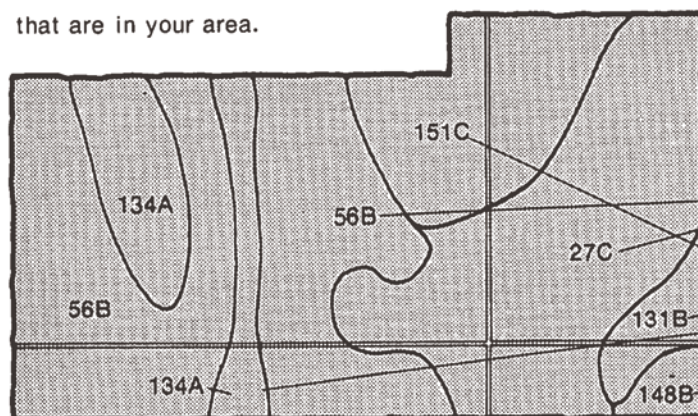 that are in your area.
151C
134A
56B
27C
56B
131B
134A
148B